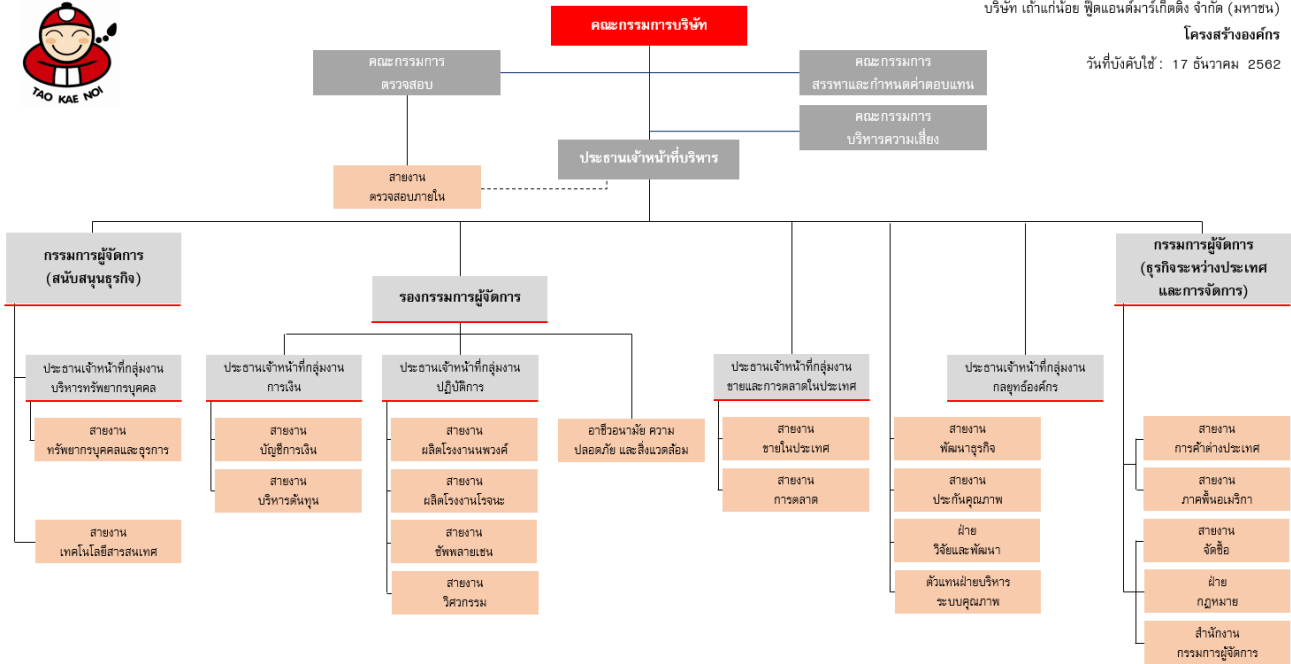 TAO KAE NOI
บริษัท เถ้าแก่น้อย ฟู๊ดแอนด์มาร์เก็ตติง จำกัด (มหาชน)
โครงสร้างองค์กร
วันที่บังคับใช้ : 17 ธันวาคม 2562
คณะกรรมการบริษัท
คณะกรรมการ
ตรวจสอบ
คณะกรรมการ
สรรหาและกำหนดค่าตอบแทน
คณะกรรมการ
บริหารความเสี่ยง
ประธานเจ้าหน้าที่บริหาร
สายงาน
ตรวจสอบภายใน
กรรมการผู้จัดการ
(สนับสนุนธุรกิจ)
รองกรรมการผู้จัดการ
กรรมการผู้จัดการ
(ธุรกิจระหว่างประเทศ
และการจัดการ)
ประธานเจ้าหน้าที่กลุ่มงาน
บริหารทรัพยากรบุคคล
ประธานเจ้าหน้าที่กลุ่มงาน
การเงิน
ประธานเจ้าหน้าที่กลุ่มงาน
ปฏิบัติการ
ประธานเจ้าหน้าที่กลุ่มงาน
ขายและการตลาดในประเทศ
ประธานเจ้าหน้าที่กลุ่มงาน
กลยุทธ์องค์กร
สายงาน
ทรัพยากรบุคคลและธุรการ
สายงาน
เทคโนโลยีสารสนเทศ
สายงาน
บัญชีการเงิน
สายงาน
บริหารต้นทุน
สายงาน
ผลิตโรงงานนพวงศ์
สายงาน
ผลิตโรงงานโรจนะ
สายงาน
ซัพพลายเชน
สายงาน
วิศวกรรม
อาชีวอนามัย ความ
ปลอดภัย และสิ่งแวดล้อม
สายงาน
ขายในประเทศ
สายงาน
การตลาด
สายงาน
พัฒนาธุรกิจ
สายงาน
ประกันคุณภาพ
ฝ่าย
วิจัยและพัฒนา
ตัวแทนฝ่ายบริหาร
ระบบคุณภาพ
สายงาน
การค้าต่างประเทศ
สายงาน
ภาคพื้นอเมริกา
สายงาน
จัดซื้อ
ฝ่าย
กฎหมาย
สำนักงาน
กรรมการผู้จัดการ